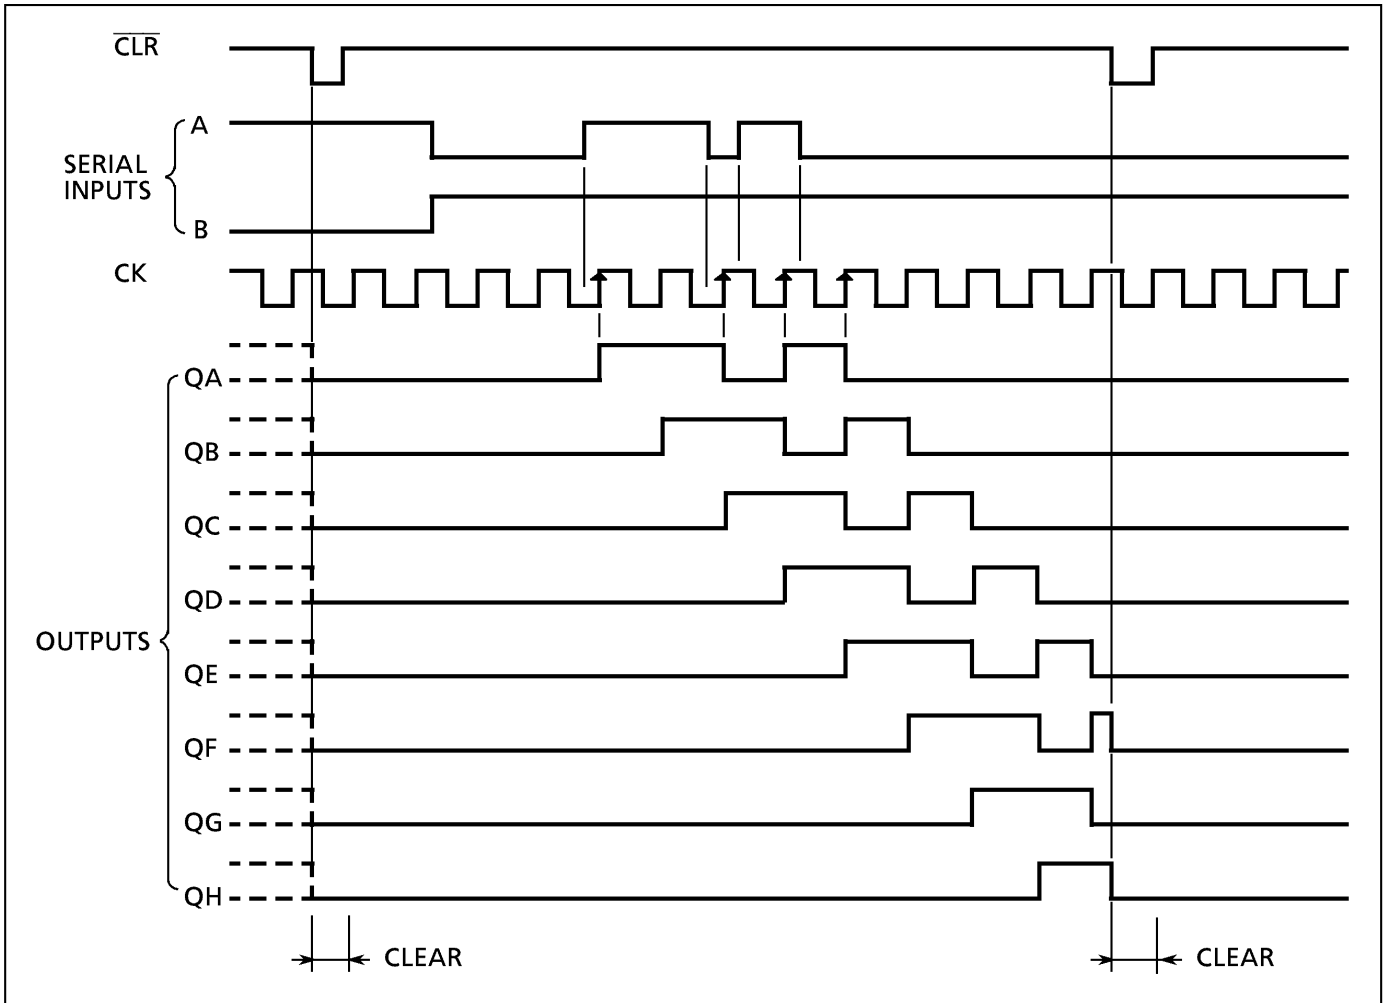 CLR
A
SERIAL
INPUTS
B
CK
QA
QB
QC
QD
OUTPUTS
QE
QF
QG
QH
CLEAR CLEAR